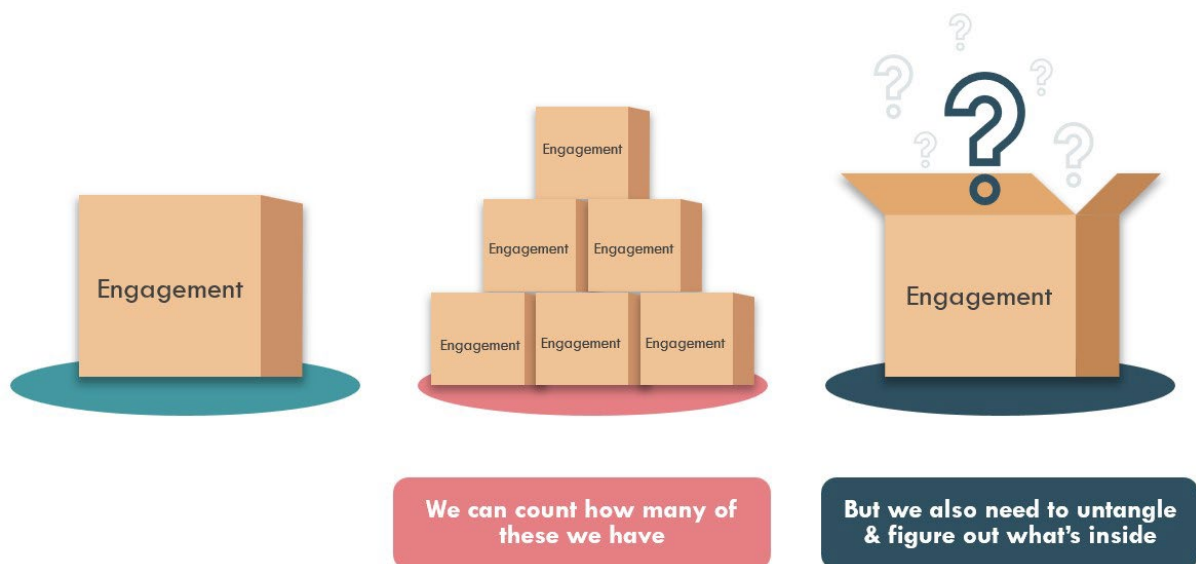 Engagement
Engagement
Engagement
Engagement
Engagement
Engagement
Engagement
Engagement
We can count how many of
these we have
But we also need to untangle
& figure out what's inside